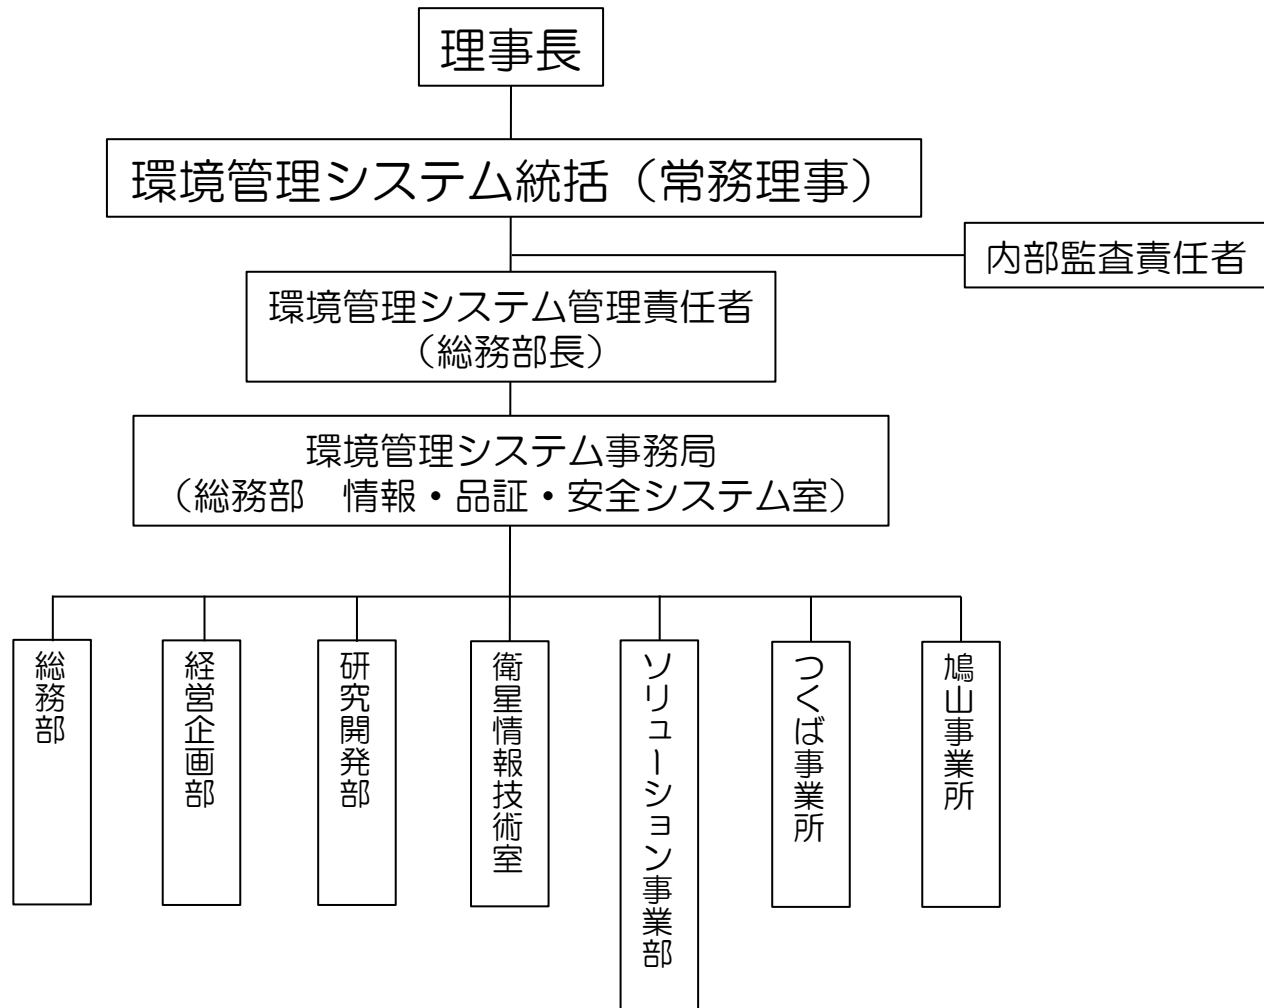 理事長
環境管理システム統括（常務理事）
内部監査責任者
環境管理システム管理責任者
（総務部長）
環境管理システム事務局
（総務部　情報・品証・安全システム室）
総務部
経営企画部
研究開発部
衛星情報技術室
ソリューション事業部
つくば事業所
鳩山事業所